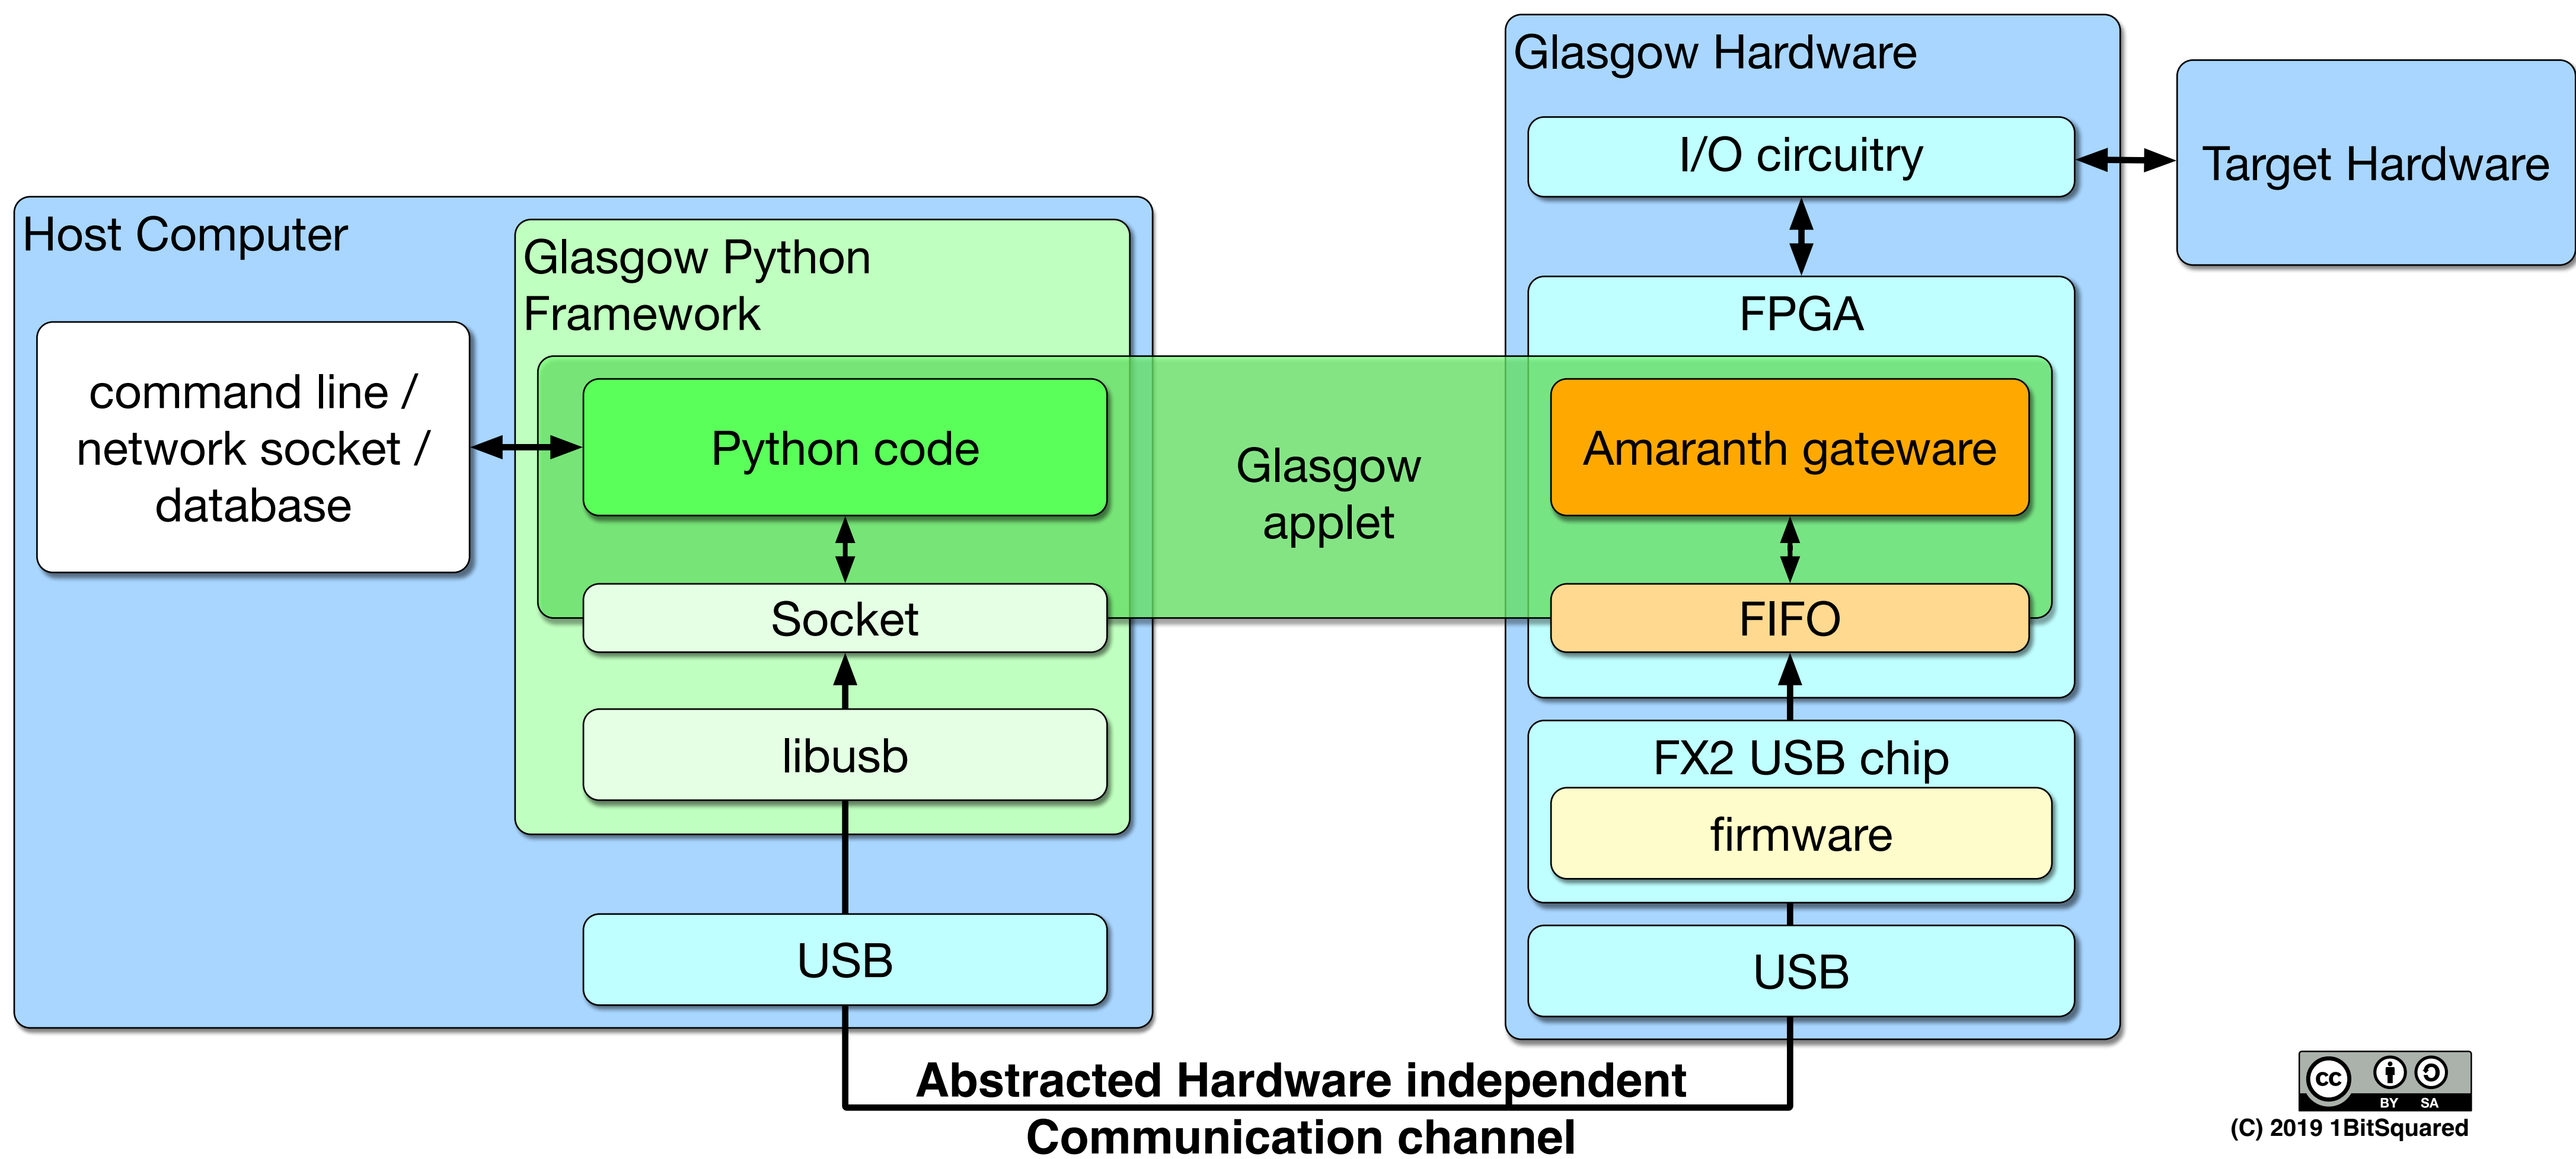 Glasgow Hardware
I/O circuitry
Target Hardware
Host Computer
Glasgow Python
Framework
FPGA
command line /
network socket /
database
Python code
Glasgow
applet
Amaranth gateware
Socket
FIFO
libusb
FX2 USB chip
firmware
USB
USB
Abstracted Hardware independent
Communication channel
cc
BY SA
(C) 2019 1BitSquared